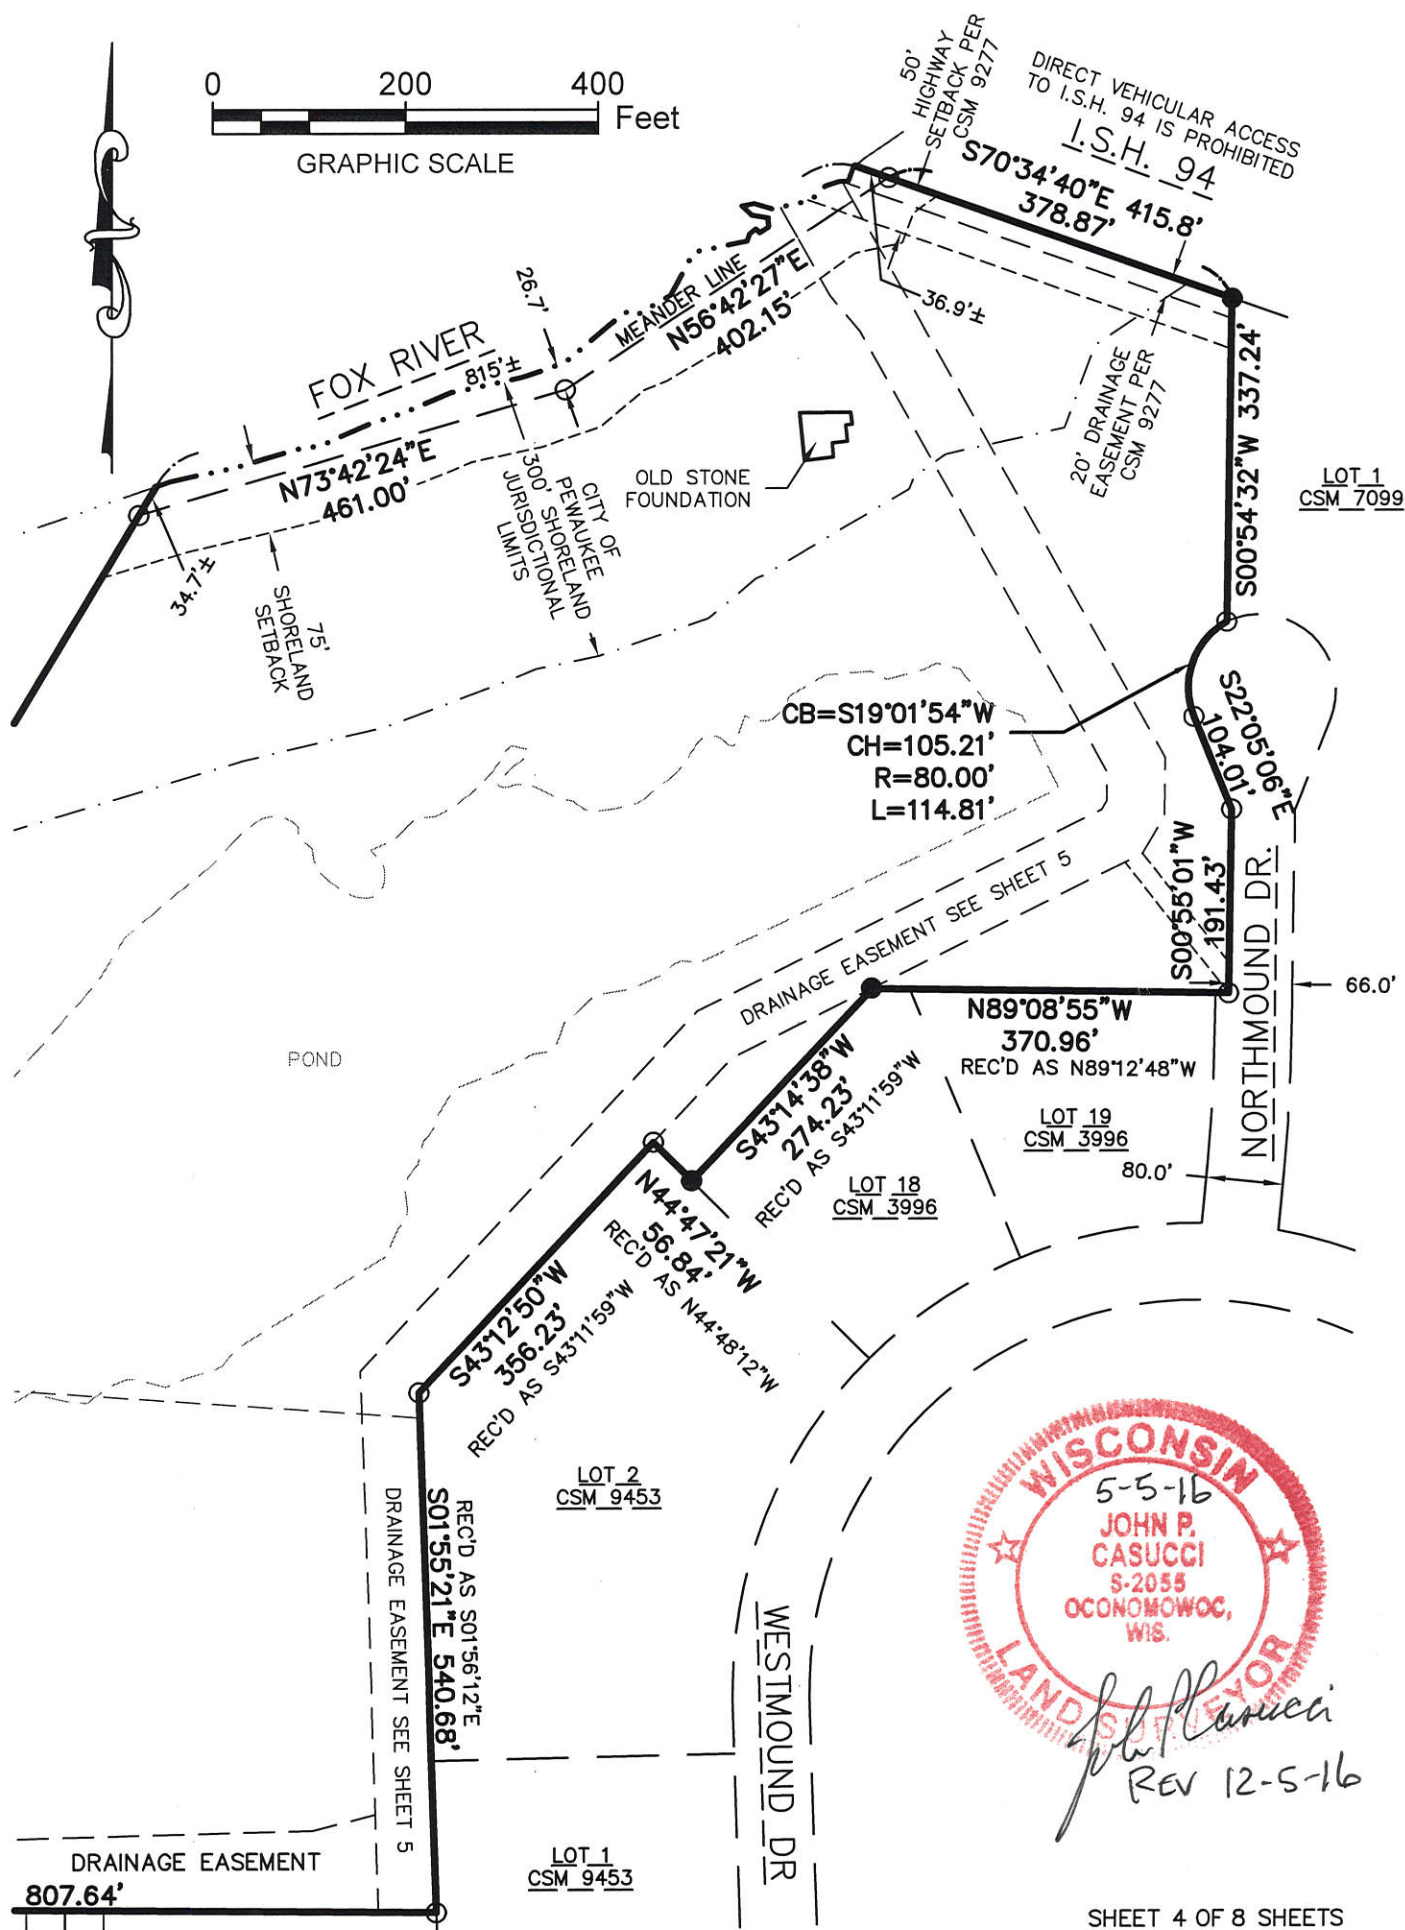 0 200 400
Feet
GRAPHIC SCALE
50'
HIGHWAY
SETBACK PER
CSM 9277
DIRECT VEHICULAR ACCESS
TO I.S.H. 94 IS PROHIBITED
I.S.H. 94
S70°34'40"E 415.8'
378.87'
36.9'±
MEANDER LINE
N56°42'27"E
402.15'
26.7'
FOX RIVER
815'±
N73°42'24"E
461.00'
34.7'±
75'
SHORELAND
SETBACK
CITY OF
PEWAUKEE
300' SHORELAND
JURISDICTIONAL
LIMITS
OLD STONE
FOUNDATION
20' DRAINAGE
EASEMENT PER
CSM 9277
S00°54'32"W 337.24'
LOT 1
CSM 7099
CB=S19°01'54"W
CH=105.21'
R=80.00'
L=114.81'
S22°05'06"E
104.01'
S00°55'01"W
191.43'
NORTHMOUND DR.
66.0'
DRAINAGE EASEMENT SEE SHEET 5
N89°08'55"W
370.96'
REC'D AS N89°12'48"W
POND
S43°14'38"W
274.23'
REC'D AS S43°11'59"W
LOT 19
CSM 3996
80.0'
LOT 18
CSM 3996
N44°47'21"W
56.84'
REC'D AS N44°48'12"W
S43°12'50"W
356.23'
REC'D AS S43°11'59"W
LOT 2
CSM 9453
REC'D AS S01°56'12"E
S01°55'21"E 540.68'
DRAINAGE EASEMENT SEE SHEET 5
WESTMOUND DR
WISCONSIN
5-5-16
JOHN P.
CASUCCI
S-2055
OCONOMOWOC,
WIS.
LAND SURVEYOR
John P Casucci
REV 12-5-16
DRAINAGE EASEMENT
807.64'
LOT 1
CSM 9453
SHEET 4 OF 8 SHEETS